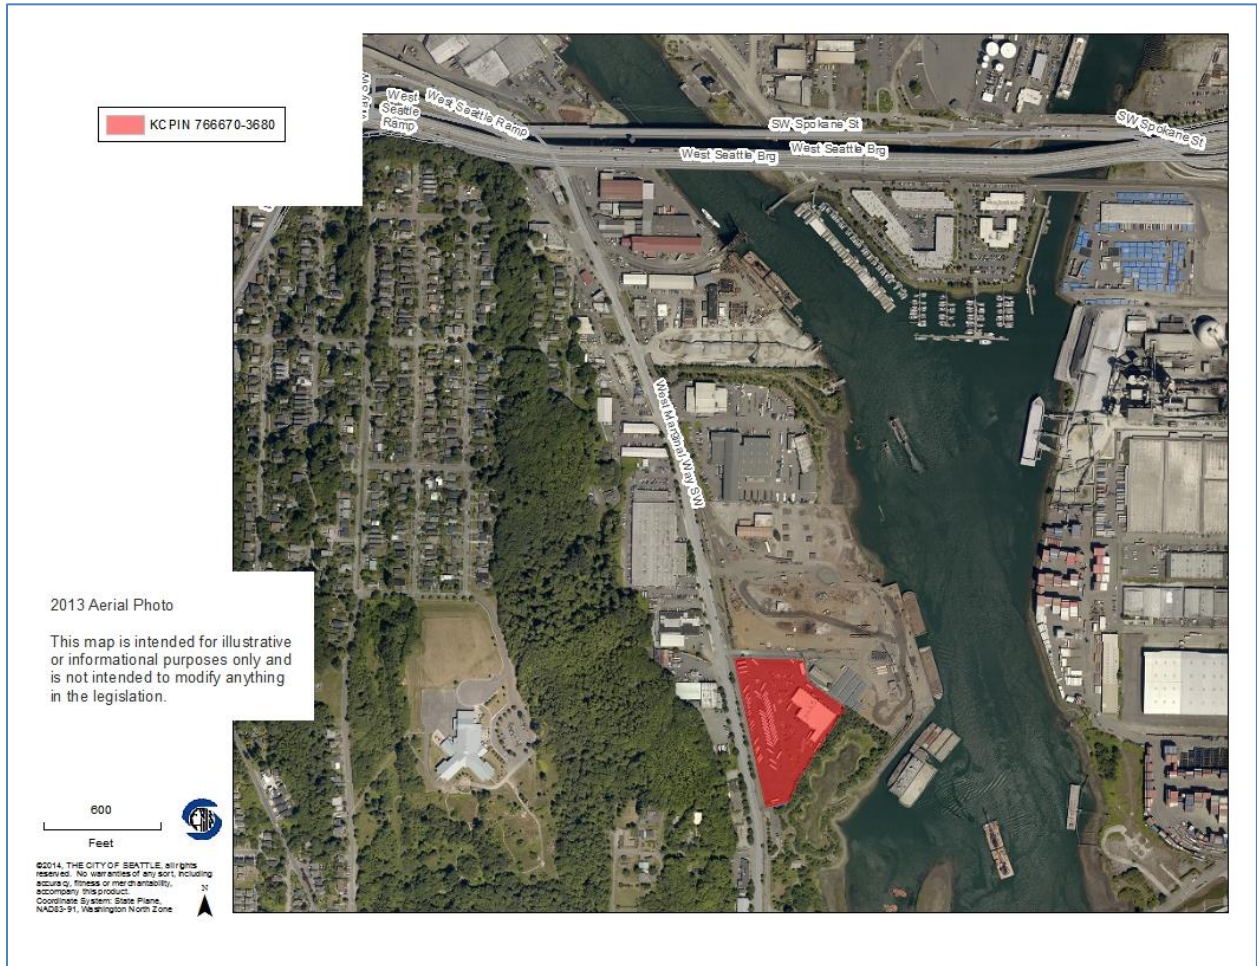 West Seattle Ramp
West
Seattle
Ramp
SW Spokane St
SW Spokane St
West Seattle Brg
West Seattle Brg
KCPIN 766670-3680
West Marginal Way SW
2013 Aerial Photo
This map is intended for illustrative
or informational purposes only and
is not intended to modify anything
in the legislation.
600
Feet
©2014, THE CITY OF SEATTLE, all rights
reserved. No warranties of any sort, including
accuracy, fitness or merchantability,
accompany this product.
Coordinate System: State Plane,
NAD83-91, Washington North Zone
N